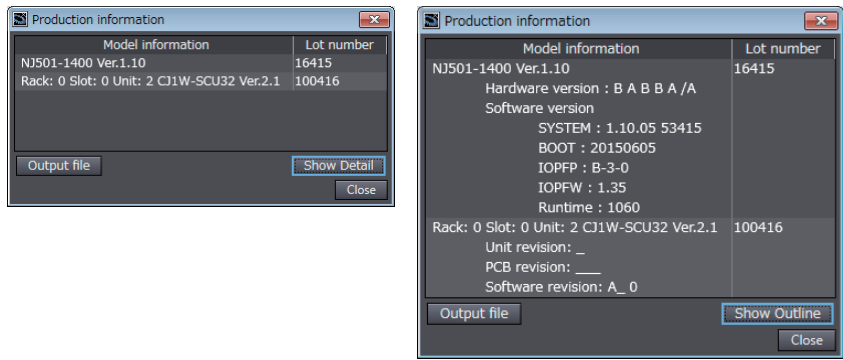 Production information
Model information Lot number
NJ501-1400 Ver.1.10 16415
Rack: 0 Slot: 0 Unit: 2 CJ1W-SCU32 Ver.2.1 100416
Output file Show Detail
Close
Production information
Model information Lot number
NJ501-1400 Ver.1.10 16415
Hardware version : B A B B A /A
Software version
SYSTEM : 1.10.05 53415
BOOT : 20150605
IOPFP : B-3-0
IOPFW : 1.35
Runtime : 1060
Rack: 0 Slot: 0 Unit: 2 CJ1W-SCU32 Ver.2.1 100416
Unit revision: _
PCB revision: ___
Software revision: A_ 0
Output file Show Outline
Close